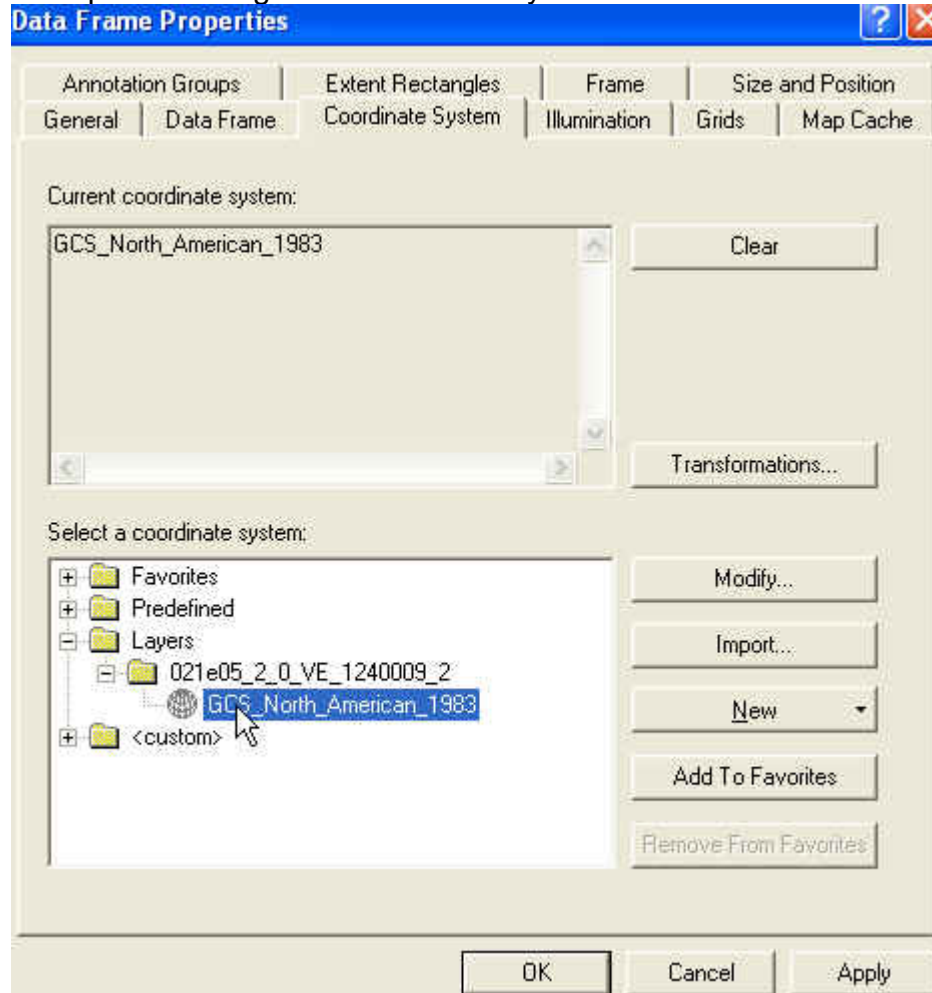 Data Frame Properties
Annotation Groups Extent Rectangles Frame Size and Position
General Data Frame Coordinate System Illumination Grids Map Cache
Current coordinate system:
GCS_North_American_1983
Clear
Transformations...
Select a coordinate system:
Favorites
Predefined
Layers
021e05_2_0_VE_1240009_2
GCS_North_American_1983
<custom>
Modify...
Import...
New
Add To Favorites
Remove From Favorites
OK Cancel Apply